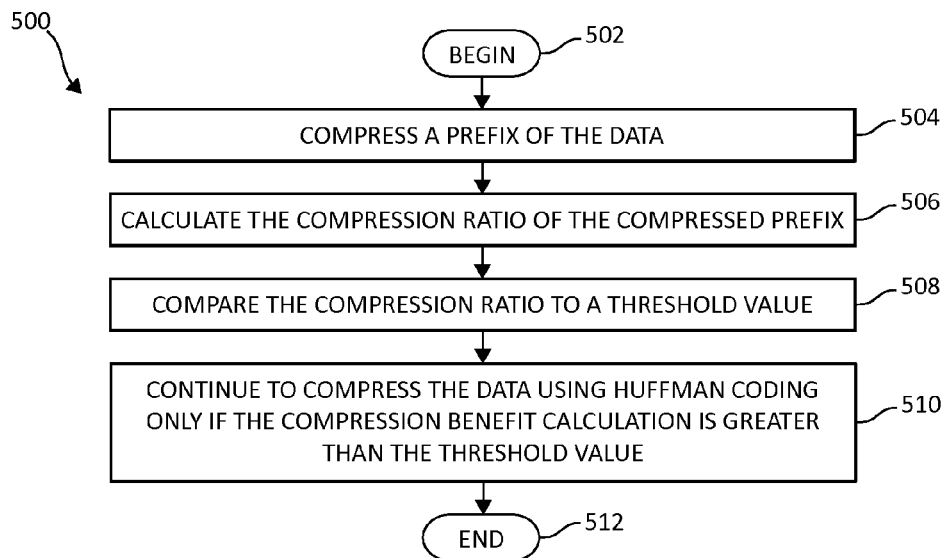 500
BEGIN
502
COMPRESS A PREFIX OF THE DATA
504
CALCULATE THE COMPRESSION RATIO OF THE COMPRESSED PREFIX
506
COMPARE THE COMPRESSION RATIO TO A THRESHOLD VALUE
508
CONTINUE TO COMPRESS THE DATA USING HUFFMAN CODING
ONLY IF THE COMPRESSION BENEFIT CALCULATION IS GREATER
THAN THE THRESHOLD VALUE
510
END
512